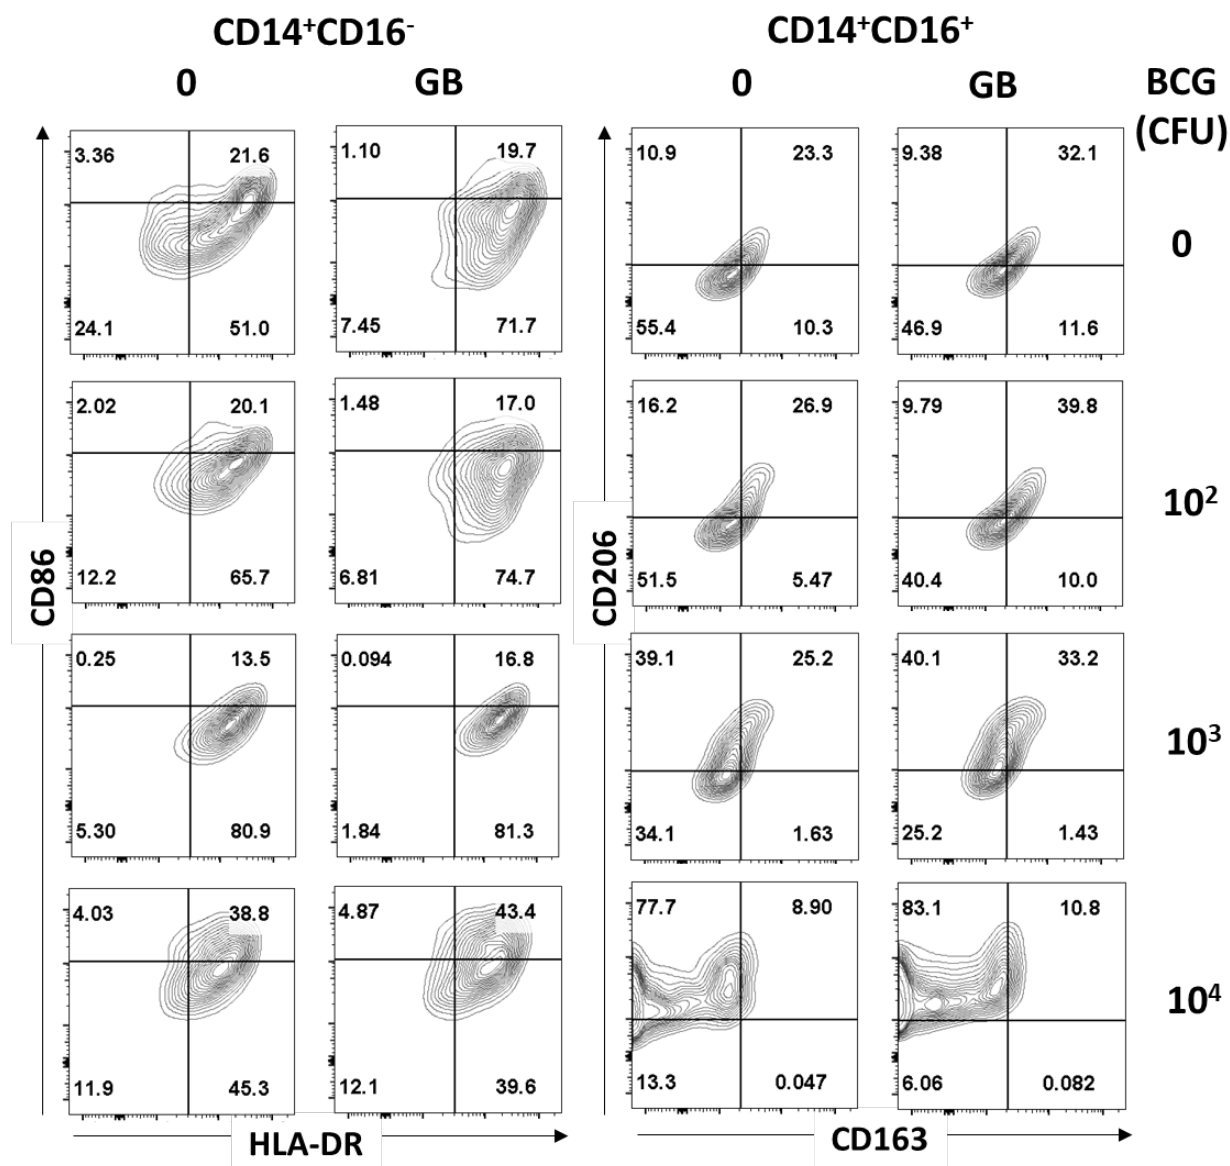 CD14⁺CD16⁻ CD14⁺CD16⁺
0 GB 0 GB BCG
(CFU)
3.36 21.6 1.10 19.7 10.9 23.3 9.38 32.1
0
24.1 51.0 7.45 71.7 55.4 10.3 46.9 11.6
2.02 20.1 1.48 17.0 16.2 26.9 9.79 39.8
10²
12.2 65.7 6.81 74.7 51.5 5.47 40.4 10.0
CD86 CD206
0.25 13.5 0.094 16.8 39.1 25.2 40.1 33.2
10³
5.30 80.9 1.84 81.3 34.1 1.63 25.2 1.43
4.03 38.8 4.87 43.4 77.7 8.90 83.1 10.8
10⁴
11.9 45.3 12.1 39.6 13.3 0.047 6.06 0.082
HLA-DR CD163